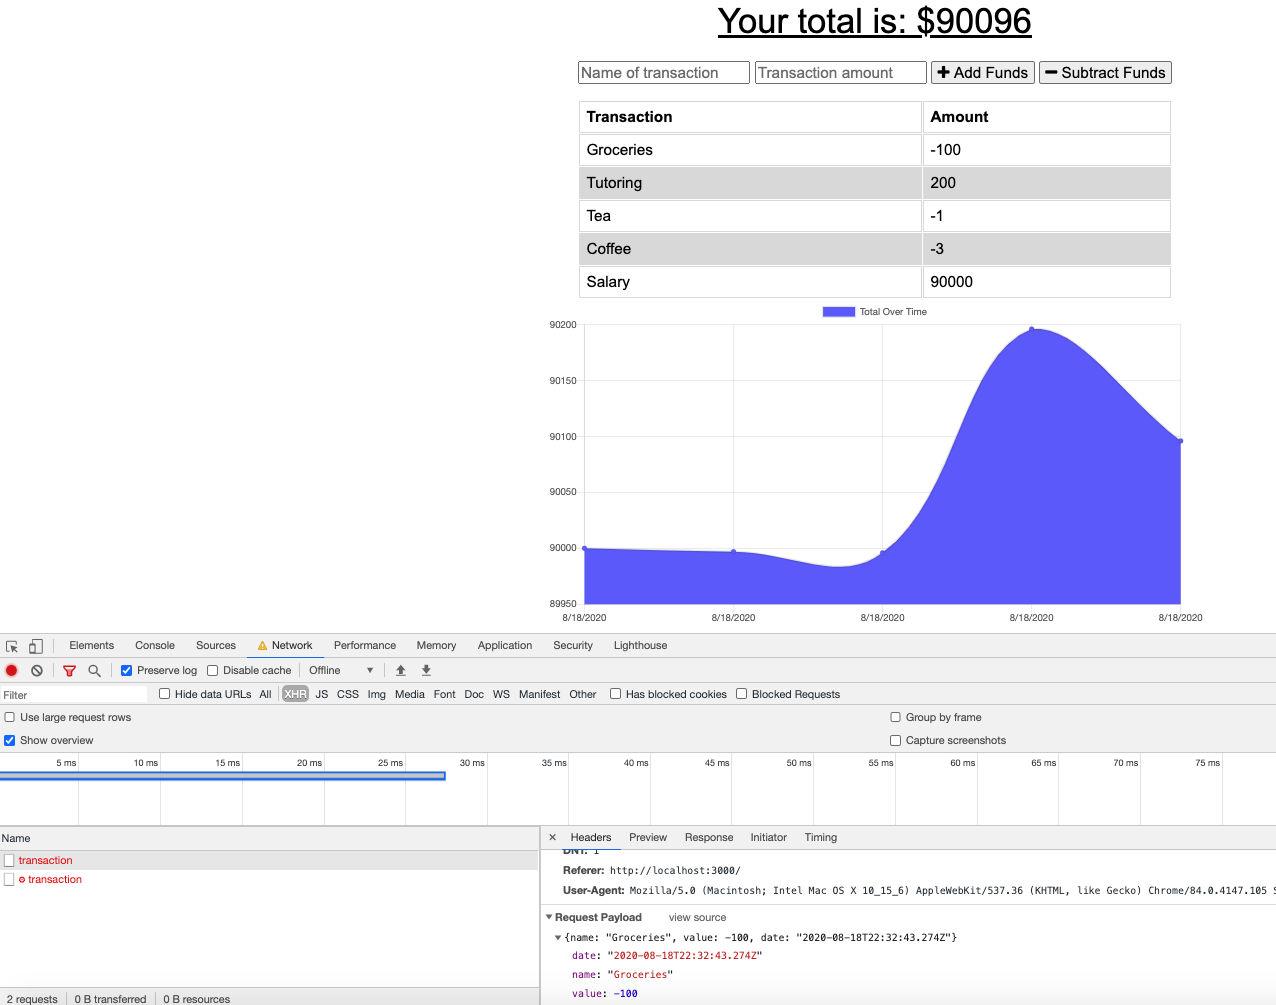 Your total is: $90096
Name of transaction Transaction amount Add Funds Subtract Funds
Transaction Amount
Groceries -100
Tutoring 200
Tea -1
Coffee -3
Salary 90000
Total Over Time
90200
90150
90100
90050
90000
89950
8/18/2020 8/18/2020 8/18/2020 8/18/2020 8/18/2020
Elements Console Sources Network Performance Memory Application Security Lighthouse
Preserve log Disable cache Offline
Filter Hide data URLs All XHR JS CSS Img Media Font Doc WS Manifest Other Has blocked cookies Blocked Requests
Use large request rows Group by frame
Show overview Capture screenshots
5 ms 10 ms 15 ms 20 ms 25 ms 30 ms 35 ms 40 ms 45 ms 50 ms 55 ms 60 ms 65 ms 70 ms 75 ms
Name
transaction
transaction
2 requests 0 B transferred 0 B resources
× Headers Preview Response Initiator Timing
DNT: 1
Referer: http://localhost:3000/
User-Agent: Mozilla/5.0 (Macintosh; Intel Mac OS X 10_15_6) AppleWebKit/537.36 (KHTML, like Gecko) Chrome/84.0.4147.105 S
Request Payload view source
{name: "Groceries", value: -100, date: "2020-08-18T22:32:43.274Z"}
date: "2020-08-18T22:32:43.274Z"
name: "Groceries"
value: -100